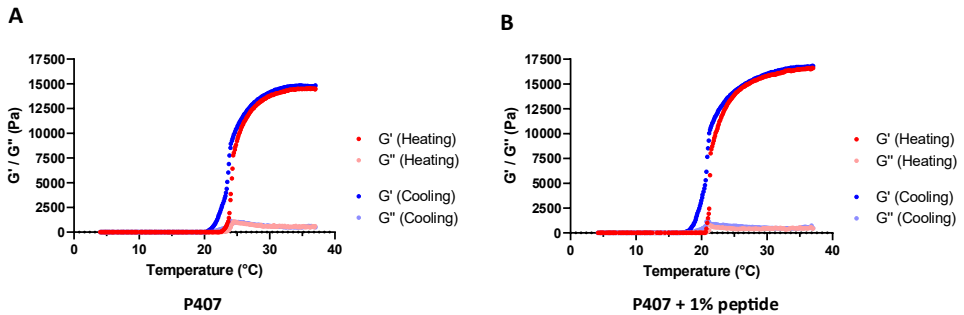 A
17500
15000
12500
10000
7500
5000
2500
0
G' / G'' (Pa)
0 10 20 30 40
Temperature (°C)
G' (Heating)
G'' (Heating)
G' (Cooling)
G'' (Cooling)
P407
B
17500
15000
12500
10000
7500
5000
2500
0
G' / G'' (Pa)
0 10 20 30 40
Temperature (°C)
G' (Heating)
G'' (Heating)
G' (Cooling)
G'' (Cooling)
P407 + 1% peptide